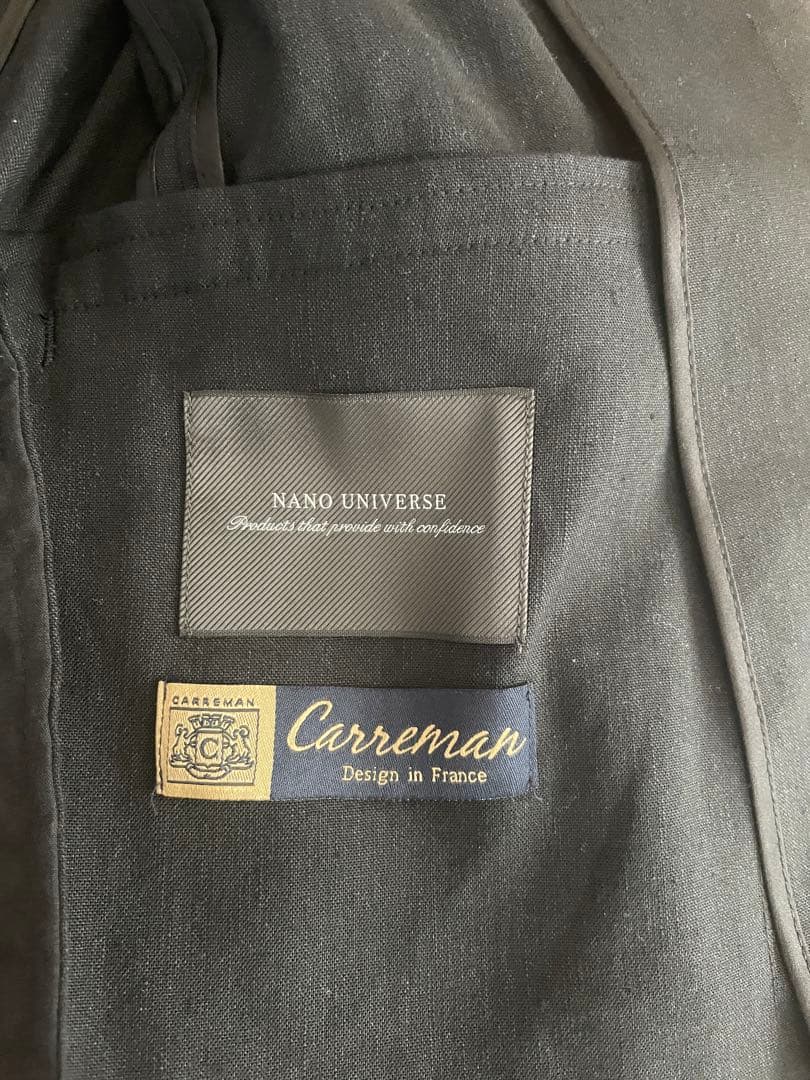 NANO UNIVERSE
Products that provide with confidence
CARREMAN
C
Carreman
Design in France